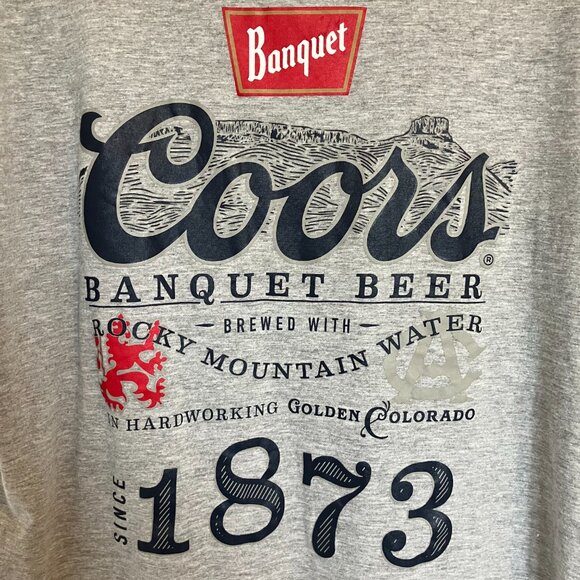 Banquet
Coors®
BANQUET BEER
BREWED WITH
ROCKY MOUNTAIN WATER
IN HARDWORKING GOLDEN COLORADO
SINCE 1873